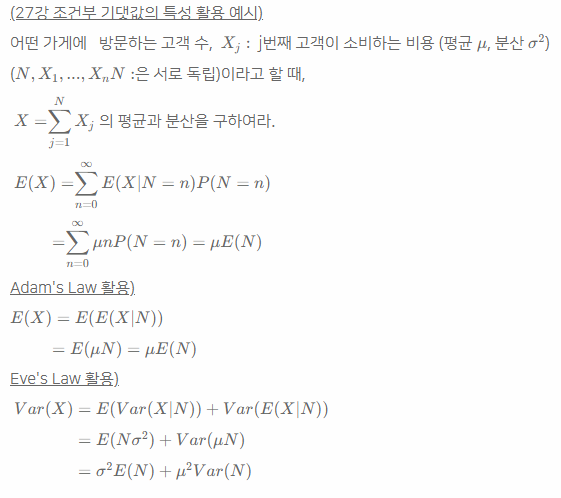 (27강 조건부 기댓값의 특성 활용 예시)
어떤 가게에 방문하는 고객 수, $X_j :$ j번째 고객이 소비하는 비용 (평균 $\mu$, 분산 $\sigma^2$)
$(N, X_1, ..., X_n N$ :은 서로 독립)이라고 할 때,
$X = \sum_{j=1}^{N} X_j$ 의 평균과 분산을 구하여라.
$E(X) = \sum_{n=0}^{\infty} E(X|N = n)P(N = n)$
$= \sum_{n=0}^{\infty} \mu n P(N = n) = \mu E(N)$
Adam's Law 활용)
$E(X) = E(E(X|N))$
$= E(\mu N) = \mu E(N)$
Eve's Law 활용)
$Var(X) = E(Var(X|N)) + Var(E(X|N))$
$= E(N\sigma^2) + Var(\mu N)$
$= \sigma^2 E(N) + \mu^2 Var(N)$